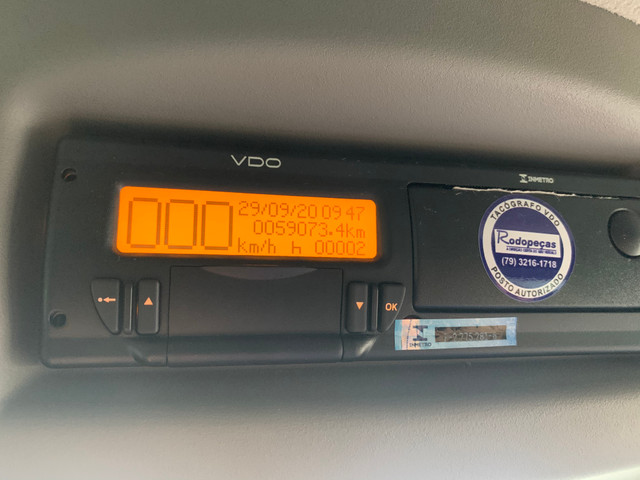 VDO
INMETRO
000
29/09/20 09 47
0059073.4km
km/h h 00002
OK
TACÓGRAFO VDO
Rodopeças
(79) 3216-1718
POSTO AUTORIZADO
INMETRO